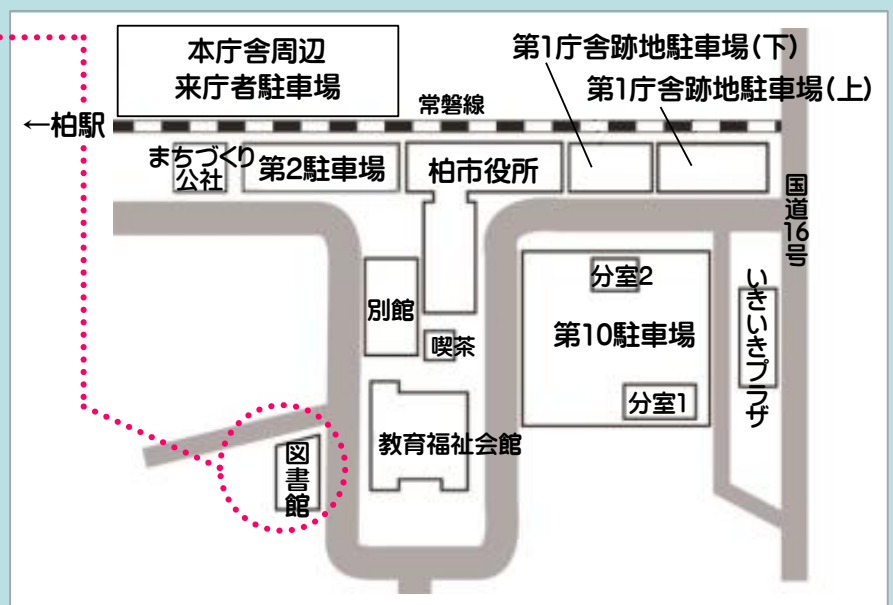 本庁舎周辺
来庁者駐車場
第1庁舎跡地駐車場(下)
第1庁舎跡地駐車場(上)
常磐線
←柏駅
まちづくり
公社
第2駐車場
柏市役所
国道16号
別館
喫茶
分室2
第10駐車場
分室1
いきいきプラザ
教育福祉会館
図書館